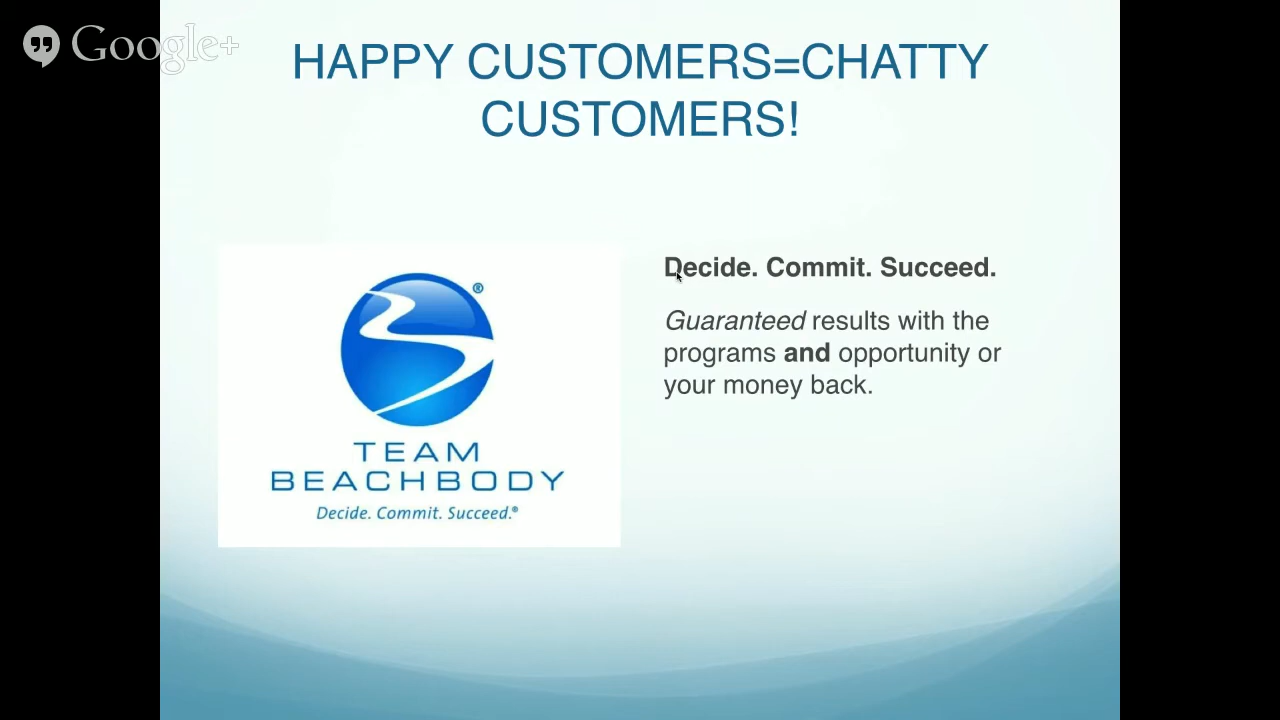 Google+
HAPPY CUSTOMERS=CHATTY
CUSTOMERS!
Decide. Commit. Succeed.
Guaranteed results with the
programs and opportunity or
your money back.
®
TEAM
BEACHBODY
Decide. Commit. Succeed.®